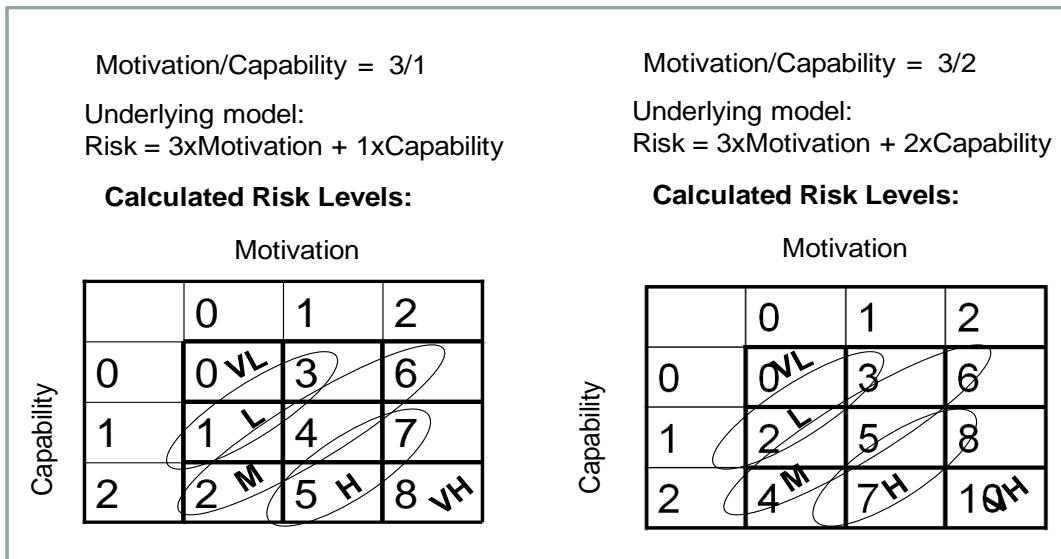 Motivation/Capability = 3/1
Underlying model:
Risk = 3xMotivation + 1xCapability
Calculated Risk Levels:
Motivation
0 1 2
0 0 VL 3 6
Capability
1 1 L 4 7
2 2 M 5 H 8 VH
Motivation/Capability = 3/2
Underlying model:
Risk = 3xMotivation + 2xCapability
Calculated Risk Levels:
Motivation
0 1 2
0 0 VL 3 6
Capability
1 2 L 5 8
2 4 M 7 H 10 VH